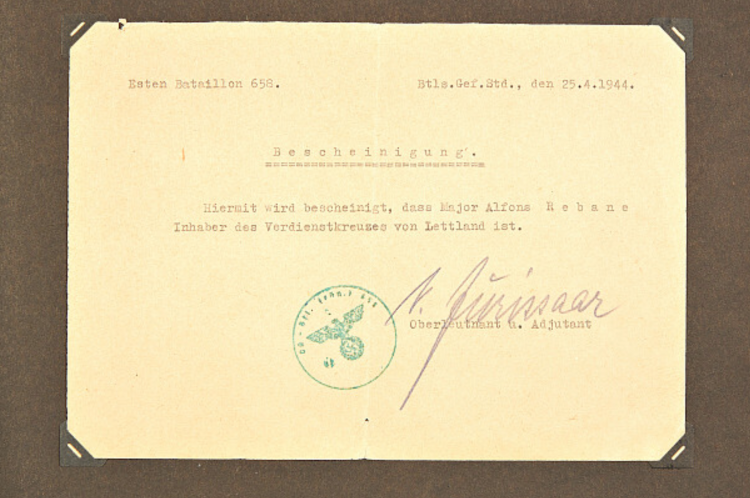 Esten Bataillon 658. Btls.Gef.Std., den 25.4.1944.
Bescheinigung.
Hiermit wird bescheinigt, dass Major Alfons Rebane
Inhaber des Verdienstkreuzes von Lettland ist.
Jürissaar
Oberleutnant u. Adjutant